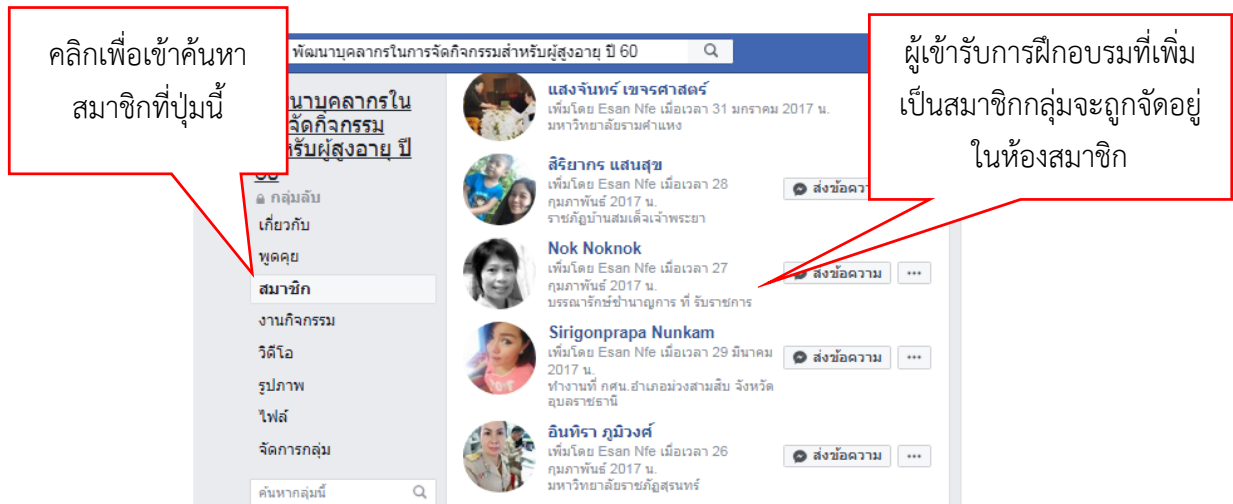 คลิกเพื่อเข้าค้นหา
สมาชิกที่ปุ่มนี้
ผู้เข้ารับการฝึกอบรมที่เพิ่ม
เป็นสมาชิกกลุ่มจะถูกจัดอยู่
ในห้องสมาชิก
พัฒนาบุคลากรในการจัดกิจกรรมสำหรับผู้สูงอายุ ปี 60
นาบุคลากรใน
จัดกิจกรรม
หรับผู้สูงอายุ ปี
60
กลุ่มลับ
เกี่ยวกับ
พูดคุย
สมาชิก
งานกิจกรรม
วิดีโอ
รูปภาพ
ไฟล์
จัดการกลุ่ม
ค้นหากลุ่มนี้
แสงจันทร์ เขจรศาสตร์
เพิ่มโดย Esan Nfe เมื่อเวลา 31 มกราคม 2017 น.
มหาวิทยาลัยรามคำแหง
สิริยากร แสนสุข
เพิ่มโดย Esan Nfe เมื่อเวลา 28
กุมภาพันธ์ 2017 น.
ราชภัฏบ้านสมเด็จเจ้าพระยา
ส่งข้อความ
Nok Noknok
เพิ่มโดย Esan Nfe เมื่อเวลา 27
กุมภาพันธ์ 2017 น.
บรรณารักษ์ชำนาญการ ที่ รับราชการ
ส่งข้อความ
Sirigonprapa Nunkam
เพิ่มโดย Esan Nfe เมื่อเวลา 29 มีนาคม
2017 น.
ทำงานที่ กศน.อำเภอม่วงสามสิบ จังหวัด
อุบลราชธานี
ส่งข้อความ
อินทิรา ภูมิวงศ์
เพิ่มโดย Esan Nfe เมื่อเวลา 26
กุมภาพันธ์ 2017 น.
มหาวิทยาลัยราชภัฏสุรนทร์
ส่งข้อความ